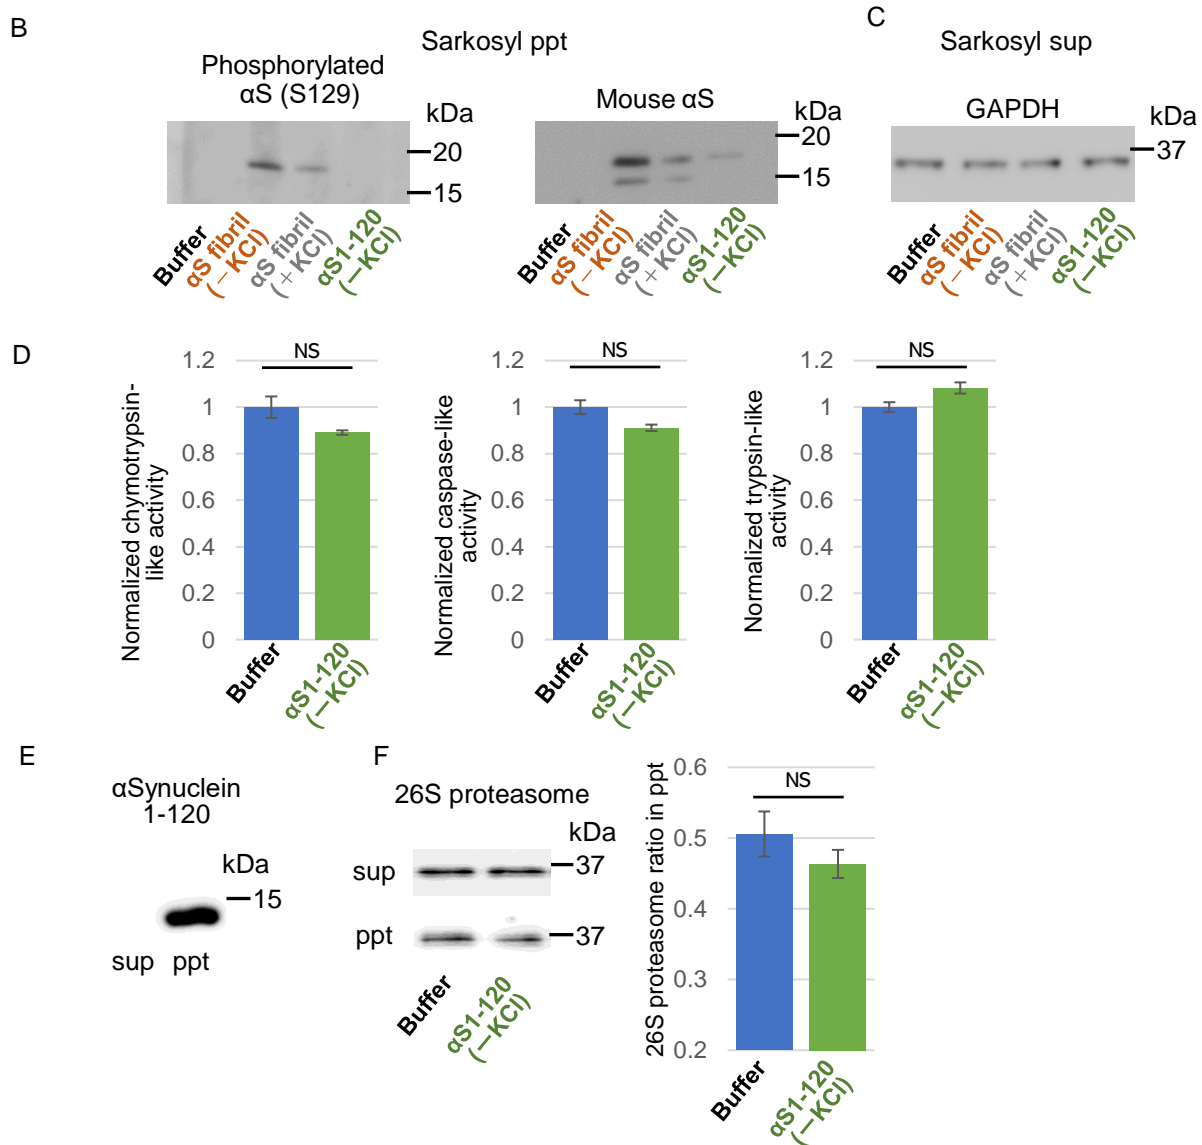 B
Sarkosyl ppt
Phosphorylated
αS (S129)
kDa
20
15
Buffer
αS fibril
(－KCl)
αS fibril
(＋KCl)
αS1-120
(－KCl)
Mouse αS
kDa
20
15
Buffer
αS fibril
(－KCl)
αS fibril
(＋KCl)
αS1-120
(－KCl)
C
Sarkosyl sup
GAPDH
kDa
37
Buffer
αS fibril
(－KCl)
αS fibril
(＋KCl)
αS1-120
(－KCl)
D
Normalized chymotrypsin-
like activity
1.2
1
0.8
0.6
0.4
0.2
0
NS
Buffer
αS1-120
(－KCl)
Normalized caspase-like
activity
1.2
1
0.8
0.6
0.4
0.2
0
NS
Buffer
αS1-120
(－KCl)
Normalized trypsin-like
activity
1.2
1
0.8
0.6
0.4
0.2
0
NS
Buffer
αS1-120
(－KCl)
E
αSynuclein
1-120
kDa
15
sup ppt
F
26S proteasome
kDa
sup
37
ppt
37
Buffer
αS1-120
(－KCl)
26S proteasome ratio in ppt
0.6
0.5
0.4
0.3
0.2
NS
Buffer
αS1-120
(－KCl)